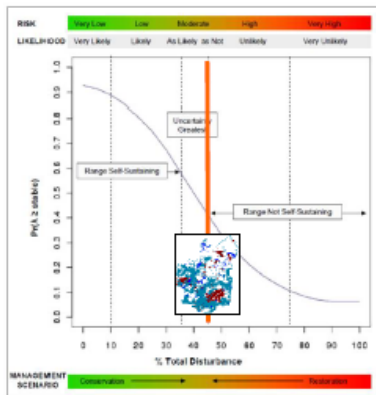 RISK Very Low Low Moderate High Very High
LIKELIHOOD Very Likely Likely As Likely as Not Unlikely Very Unlikely
1.0
0.9
0.8
0.7
0.6
0.5
0.4
0.3
0.2
0.1
0.0
Pr(λ ≥ stable)
Uncertainty
Greatest
Range Self-Sustaining
Range Not Self-Sustaining
0 10 20 30 40 50 60 70 80 90 100
% Total Disturbance
MANAGEMENT
SCENARIO
Conservation Restoration